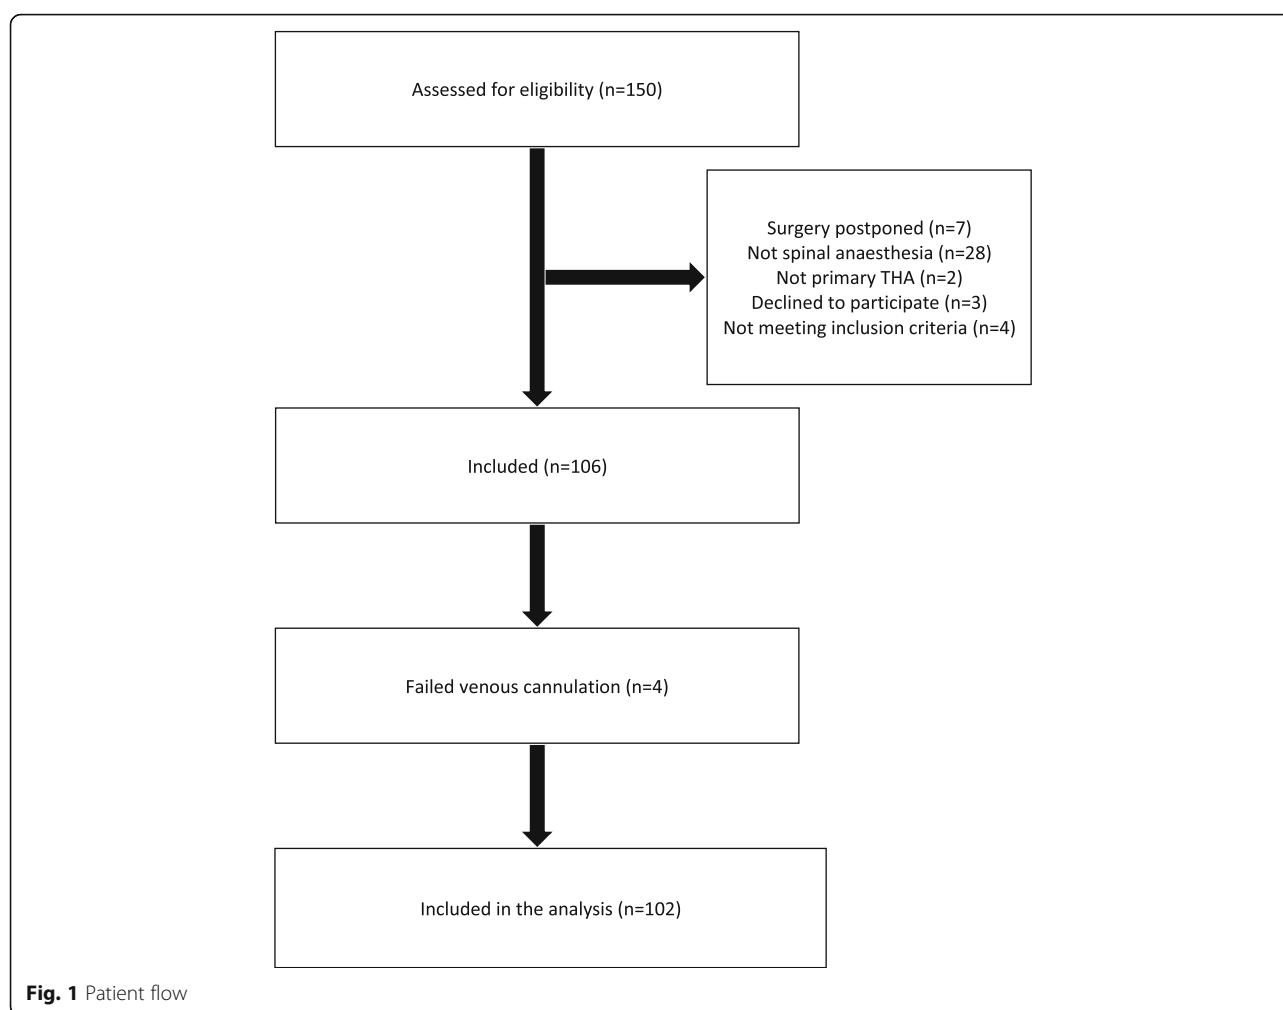 Assessed for eligibility (n=150)
Surgery postponed (n=7)
Not spinal anaesthesia (n=28)
Not primary THA (n=2)
Declined to participate (n=3)
Not meeting inclusion criteria (n=4)
Included (n=106)
Failed venous cannulation (n=4)
Included in the analysis (n=102)
Fig. 1 Patient flow